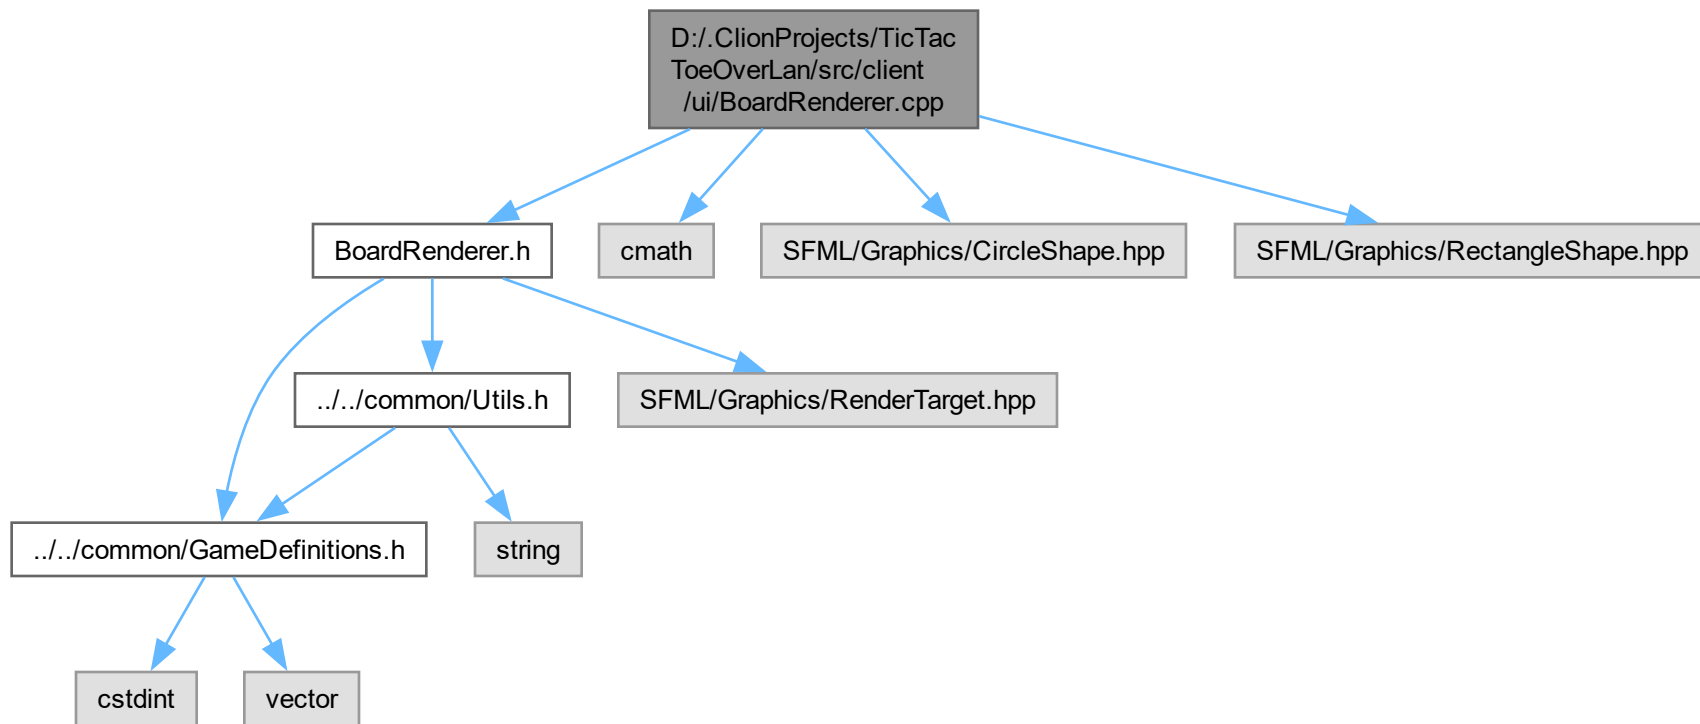 D:/.ClionProjects/TicTac
ToeOverLan/src/client
/ui/BoardRenderer.cpp
BoardRenderer.h
cmath
SFML/Graphics/CircleShape.hpp
SFML/Graphics/RectangleShape.hpp
../../common/Utils.h
SFML/Graphics/RenderTarget.hpp
../../common/GameDefinitions.h
string
cstdint
vector